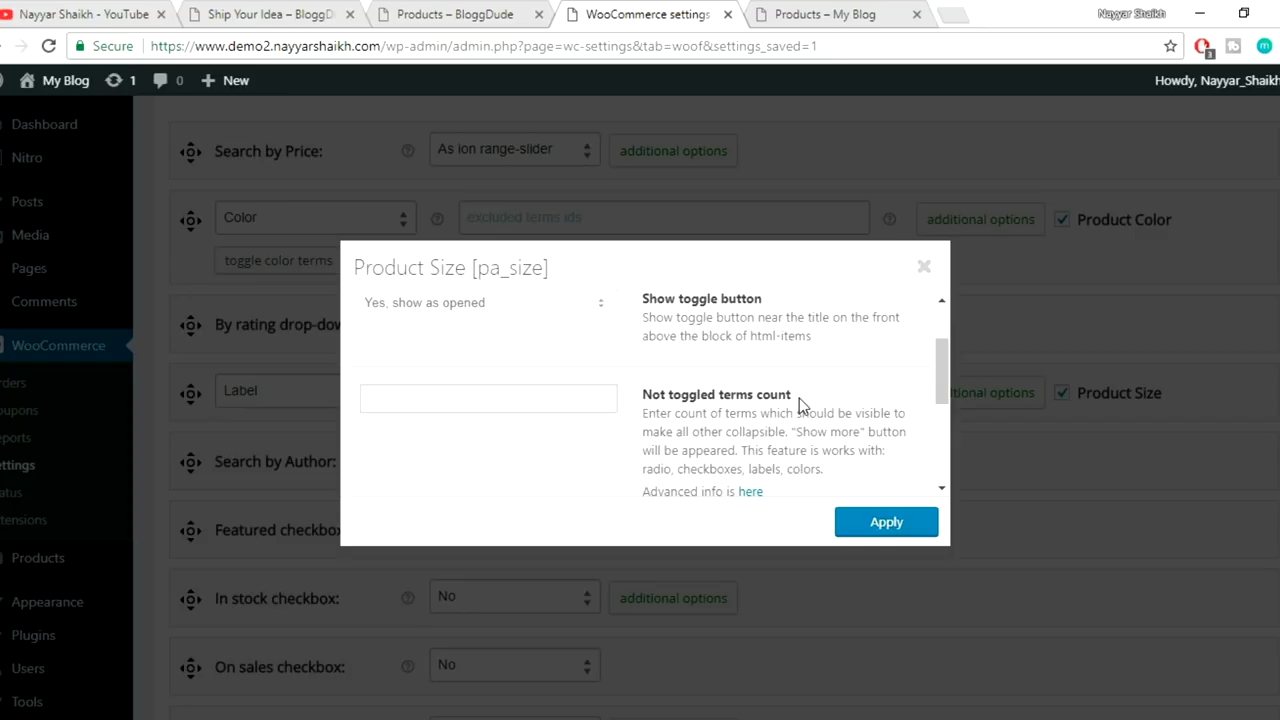 Nayyar Shaikh - YouTube
Ship Your Idea – BloggD
Products – BloggDude
WooCommerce settings
Products – My Blog
Nayyar Shaikh
Secure
https://www.demo2.nayyarshaikh.com/wp-admin/admin.php?page=wc-settings&tab=woof&settings_saved=1
1
m
My Blog
1
0
New
Howdy, Nayyar_Shaikh
Dashboard
Nitro
Posts
Media
Pages
Comments
WooCommerce
rders
oupons
eports
ettings
tatus
xtensions
Products
Appearance
Plugins
Users
Tools
Search by Price:
As ion range-slider
additional options
Color
excluded terms ids
additional options
Product Color
toggle color terms
By rating drop-dow
Label
onal options
Product Size
Search by Author:
Featured checkbo
In stock checkbox:
No
additional options
On sales checkbox:
No
Product Size [pa_size]
Yes, show as opened
Show toggle button
Show toggle button near the title on the front
above the block of html-items
Not toggled terms count
Enter count of terms which should be visible to
make all other collapsible. "Show more" button
will be appeared. This feature is works with:
radio, checkboxes, labels, colors.
Advanced info is here
Apply